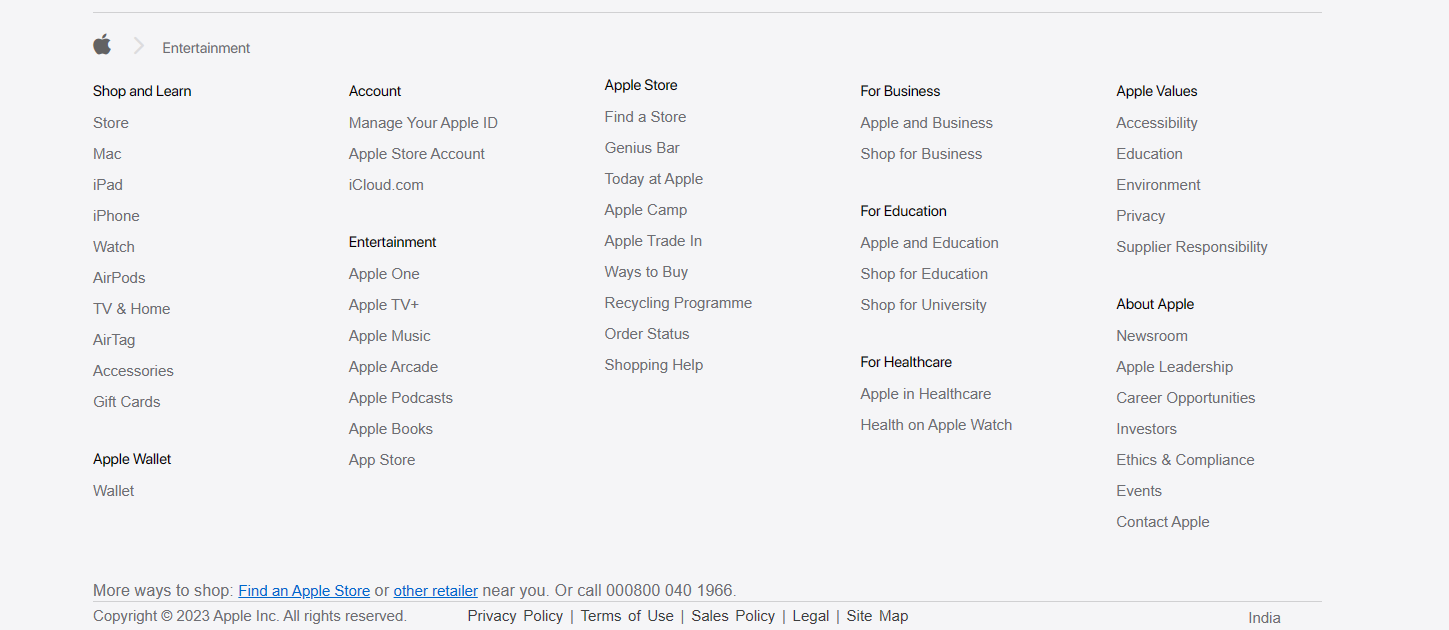 Entertainment
Shop and Learn
Store
Mac
iPad
iPhone
Watch
AirPods
TV & Home
AirTag
Accessories
Gift Cards
Apple Wallet
Wallet
Account
Manage Your Apple ID
Apple Store Account
iCloud.com
Entertainment
Apple One
Apple TV+
Apple Music
Apple Arcade
Apple Podcasts
Apple Books
App Store
Apple Store
Find a Store
Genius Bar
Today at Apple
Apple Camp
Apple Trade In
Ways to Buy
Recycling Programme
Order Status
Shopping Help
For Business
Apple and Business
Shop for Business
For Education
Apple and Education
Shop for Education
Shop for University
For Healthcare
Apple in Healthcare
Health on Apple Watch
Apple Values
Accessibility
Education
Environment
Privacy
Supplier Responsibility
About Apple
Newsroom
Apple Leadership
Career Opportunities
Investors
Ethics & Compliance
Events
Contact Apple
More ways to shop: Find an Apple Store or other retailer near you. Or call 000800 040 1966.
Copyright © 2023 Apple Inc. All rights reserved. Privacy Policy | Terms of Use | Sales Policy | Legal | Site Map India